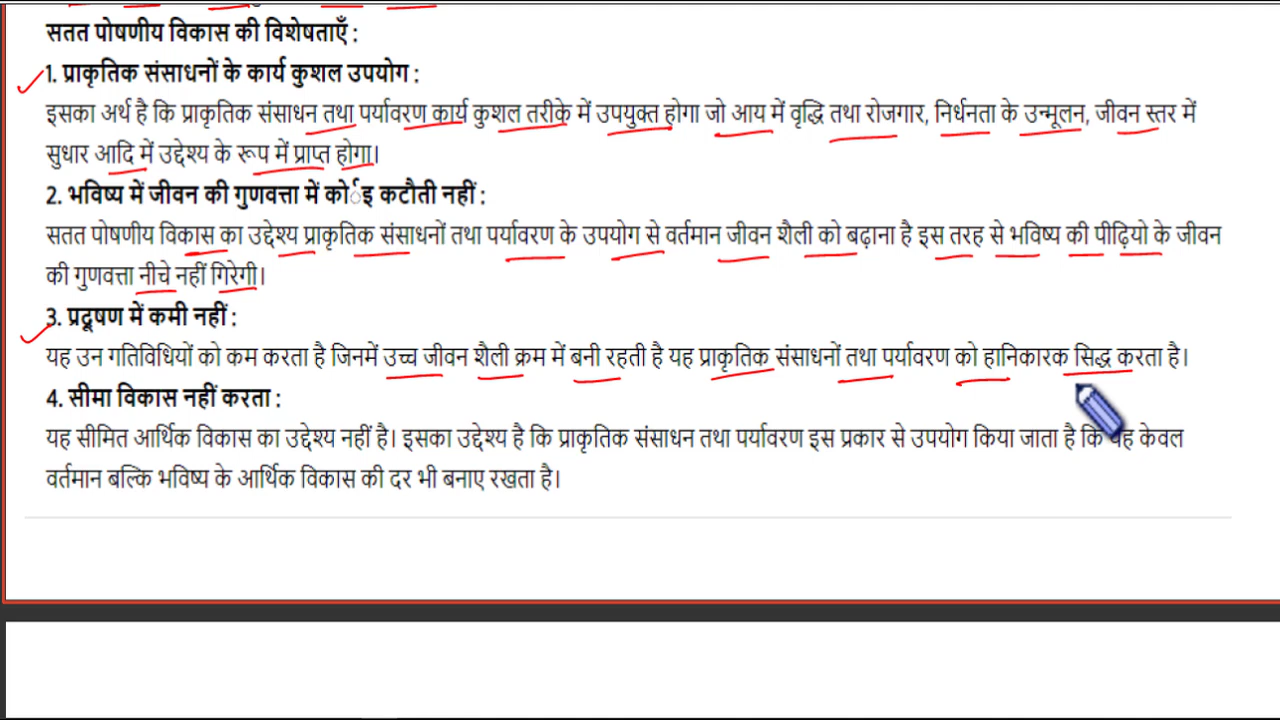 सतत पोषणीय विकास की विशेषताएँ :
1. प्राकृतिक संसाधनों के कार्य कुशल उपयोग :
इसका अर्थ है कि प्राकृतिक संसाधन तथा पर्यावरण कार्य कुशल तरीके में उपयुक्त होगा जो आय में वृद्धि तथा रोजगार, निर्धनता के उन्मूलन, जीवन स्तर में
सुधार आदि में उद्देश्य के रूप में प्राप्त होगा।
2. भविष्य में जीवन की गुणवत्ता में कोर्इ कटौती नहीं :
सतत पोषणीय विकास का उद्देश्य प्राकृतिक संसाधनों तथा पर्यावरण के उपयोग से वर्तमान जीवन शैली को बढ़ाना है इस तरह से भविष्य की पीढ़ियो के जीवन
की गुणवत्ता नीचे नहीं गिरेगी।
3. प्रदूषण में कमी नहीं :
यह उन गतिविधियों को कम करता है जिनमें उच्च जीवन शैली क्रम में बनी रहती है यह प्राकृतिक संसाधनों तथा पर्यावरण को हानिकारक सिद्ध करता है।
4. सीमा विकास नहीं करता :
यह सीमित आर्थिक विकास का उद्देश्य नहीं है। इसका उद्देश्य है कि प्राकृतिक संसाधन तथा पर्यावरण इस प्रकार से उपयोग किया जाता है कि यह केवल
वर्तमान बल्कि भविष्य के आर्थिक विकास की दर भी बनाए रखता है।